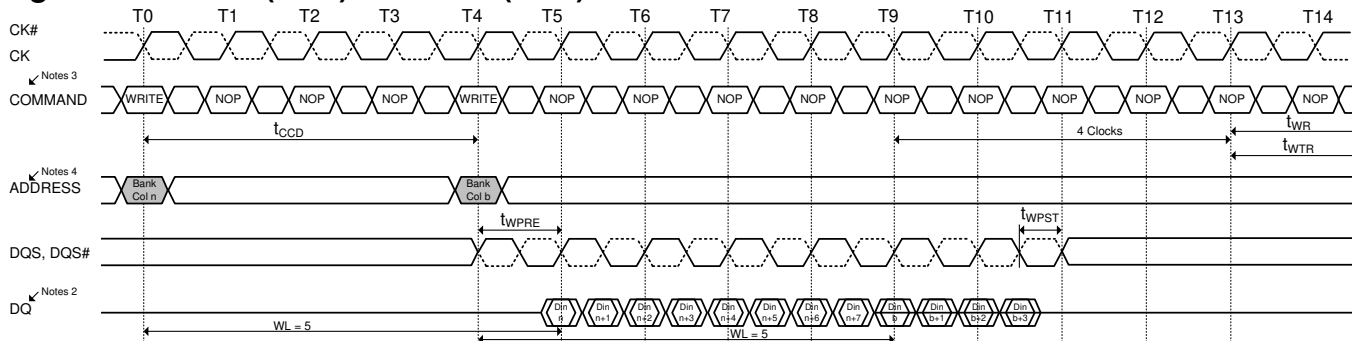 T0 T1 T2 T3 T4 T5 T6 T7 T8 T9 T10 T11 T12 T13 T14
CK#
CK
Notes 3
COMMAND WRITE NOP NOP NOP WRITE NOP NOP NOP NOP NOP NOP NOP NOP NOP NOP
tCCD 4 Clocks tWR
tWTR
Notes 4
ADDRESS Bank Col n Bank Col b
tWPRE tWPST
DQS, DQS#
Notes 2
DQ Din n Din n+1 Din n+2 Din n+3 Din n+4 Din n+5 Din n+6 Din n+7 Din b Din b+1 Din b+2 Din b+3
WL = 5 WL = 5